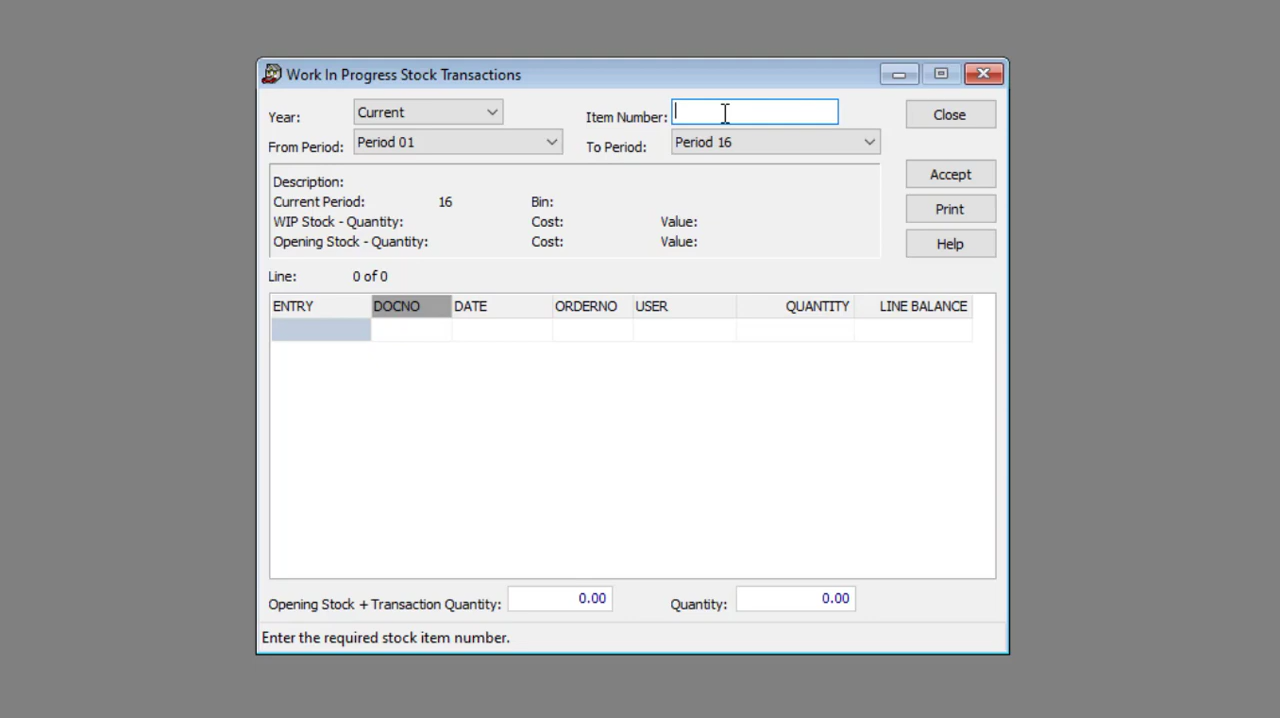 Work In Progress Stock Transactions
Year: Current Item Number: Close
From Period: Period 01 To Period: Period 16
Description: Accept
Current Period: 16 Bin:
WIP Stock - Quantity: Cost: Value: Print
Opening Stock - Quantity: Cost: Value: Help
Line: 0 of 0
ENTRY DOCNO DATE ORDERNO USER QUANTITY LINE BALANCE
Opening Stock + Transaction Quantity: 0.00 Quantity: 0.00
Enter the required stock item number.